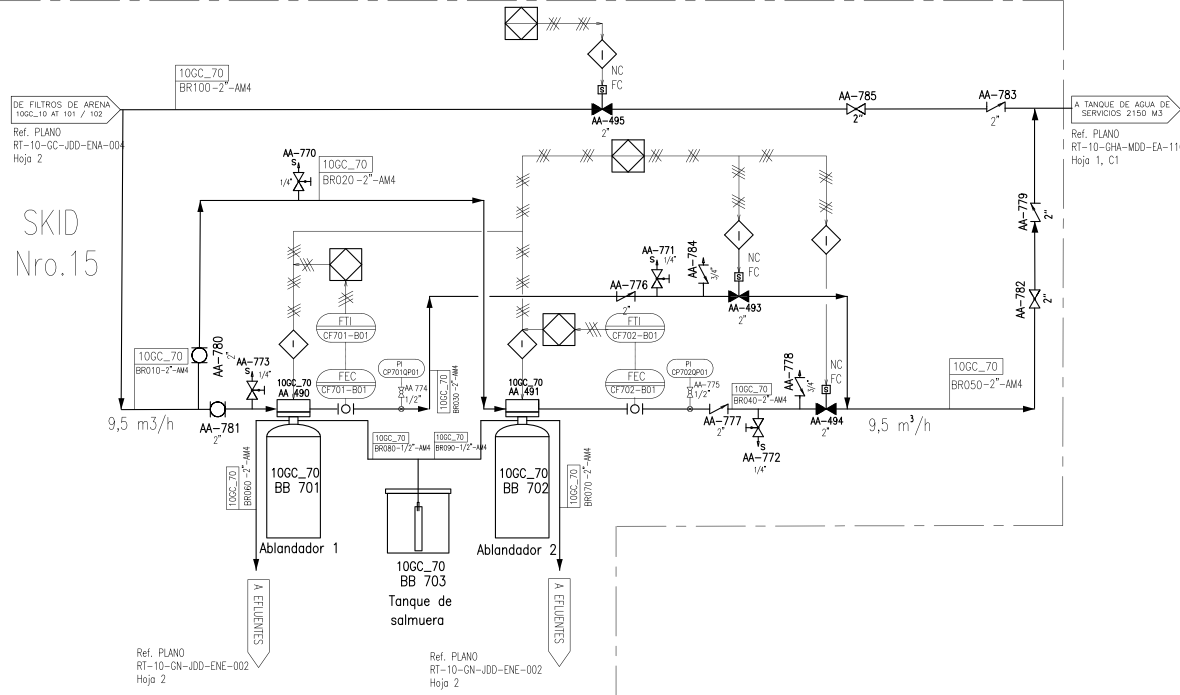 10GC_70
BR100-2"-AM4
DE FILTROS DE ARENA
10GC_10 AT 101 / 102
Ref. PLANO
RT-10-GC-JDD-ENA-004
Hoja 2
I
NC
FC
S
AA-495
2"
AA-785
2"
AA-783
2"
A TANQUE DE AGUA DE
SERVICIOS 2150 M3
Ref. PLANO
RT-10-GHA-MDD-EA-110
Hoja 1, C1
SKID
Nro.15
AA-770
S
1/4"
10GC_70
BR020-2"-AM4
AA-779
2"
I
NC
FC
S
I
AA-771
S
1/4"
AA-784
3/4"
AA-776
2"
AA-493
2"
AA-782
2"
FTI
CF701-B01
FTI
CF702-B01
I
I
AA-780
2"
10GC_70
BR010-2"-AM4
AA-773
S
1/4"
10GC_70
AA 490
FEC
CF701-B01
PI
CP701QP01
AA 774
1/2"
10GC_70
BR030-2"-AM4
10GC_70
AA 491
FEC
CF702-B01
PI
CP702QP01
AA-775
1/2"
10GC_70
BR040-2"-AM4
AA-778
3/4"
NC
FC
S
10GC_70
BR050-2"-AM4
9,5 m3/h
AA-781
2"
AA-777
2"
AA-772
S
1/4"
AA-494
2"
9,5 m³/h
10GC_70
BR060-2"-AM4
10GC_70
BR080-1/2"-AM4
10GC_70
BR090-1/2"-AM4
10GC_70
BR070-2"-AM4
10GC_70
BB 701
10GC_70
BB 702
Ablandador 1
Ablandador 2
10GC_70
BB 703
Tanque de
salmuera
A EFLUENTES
A EFLUENTES
Ref. PLANO
RT-10-GN-JDD-ENE-002
Hoja 2
Ref. PLANO
RT-10-GN-JDD-ENE-002
Hoja 2